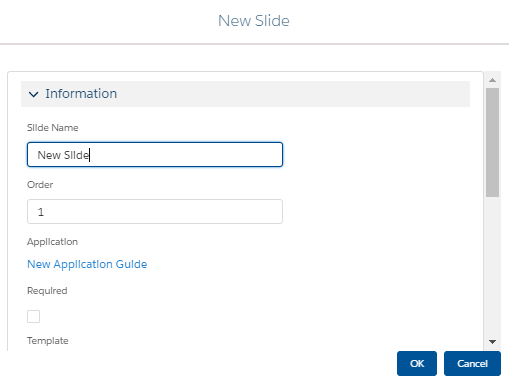 New Slide
Information
Slide Name
New Slide
Order
1
Application
New Application Guide
Required
Template
OK
Cancel